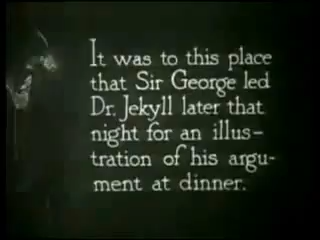 It was to this place
that Sir George led
Dr. Jekyll later that
night for an illus-
tration of his argu-
ment at dinner.